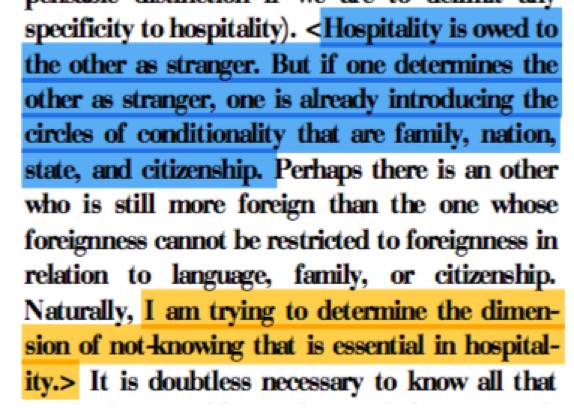 specificity to hospitality). <Hospitality is owed to
the other as stranger. But if one determines the
other as stranger, one is already introducing the
circles of conditionality that are family, nation,
state, and citizenship. Perhaps there is an other
who is still more foreign than the one whose
foreignness cannot be restricted to foreignness in
relation to language, family, or citizenship.
Naturally, I am trying to determine the dimen-
sion of not-knowing that is essential in hospital-
ity.> It is doubtless necessary to know all that